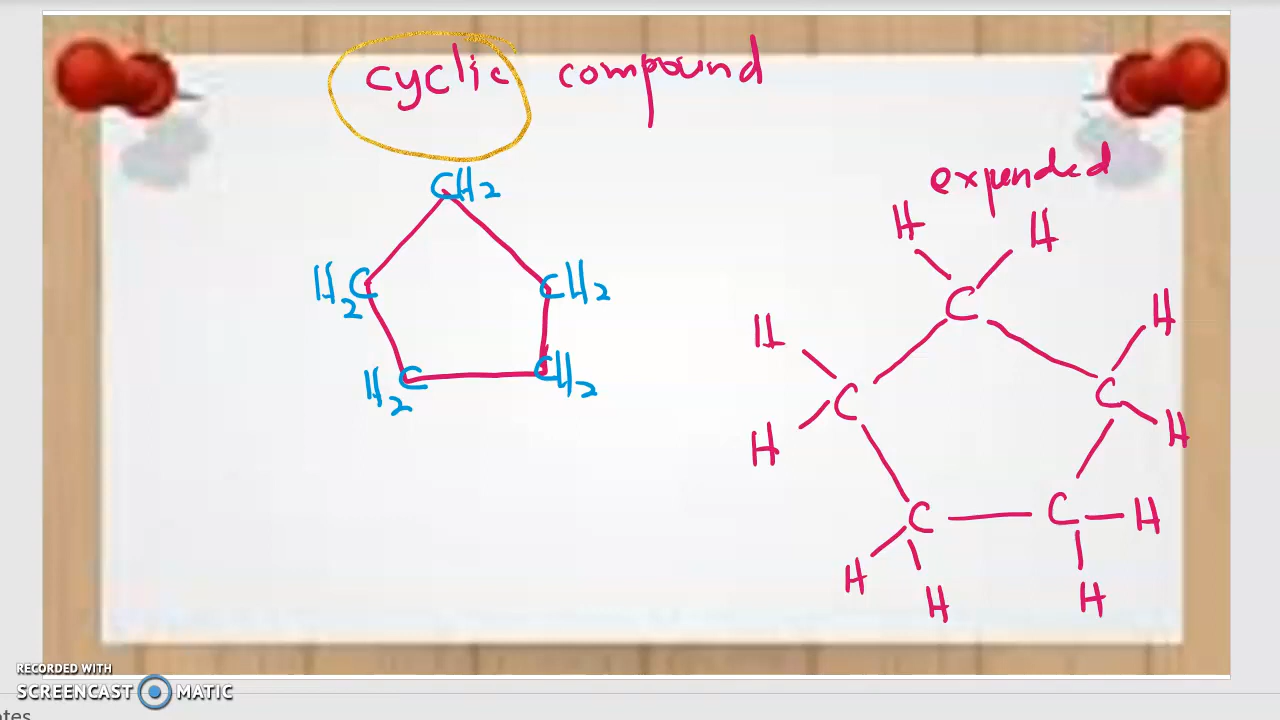 cyclic compound
expended
CH2
H2C CH2
H2C CH2
H H
C
H C C H
H H
C C H
H H H
RECORDED WITH
SCREENCAST MATIC